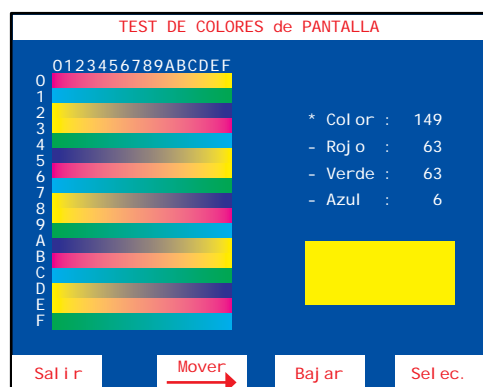 TEST DE COLORES de PANTALLA
0123456789ABCDEF
0
1
2
3
4
5
6
7
8
9
A
B
C
D
E
F
* Color : 149
- Rojo : 63
- Verde : 63
- Azul : 6
Salir
Mover
Bajar
Selec.